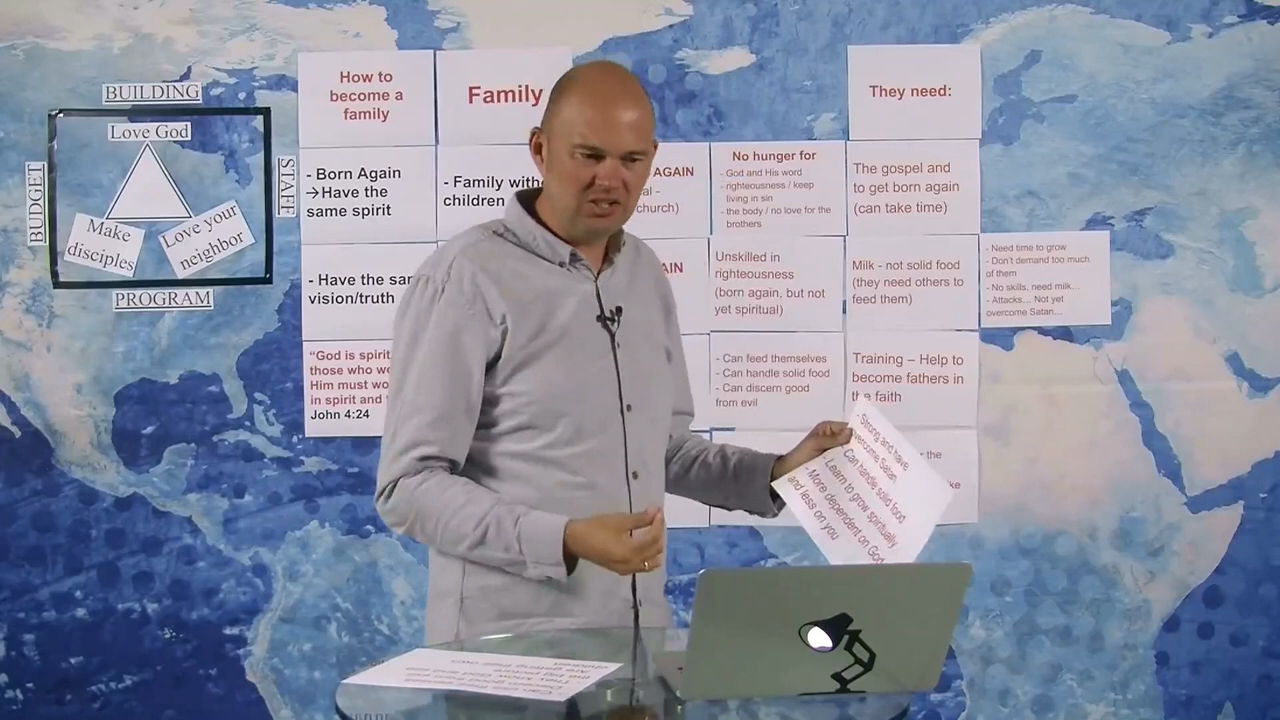 BUILDING
Love God
BUDGET
STAFF
Make
disciples
Love your
neighbor
PROGRAM
How to
become a
family
Family
They need:
- Born Again
→Have the
same spirit
- Family with
children
AGAIN
church)
No hunger for
- God and His word
- righteousness / keep
living in sin
- the body / no love for the
brothers
The gospel and
to get born again
(can take time)
- Have the
vision/truth
Unskilled in
righteousness
(born again, but not
yet spiritual)
Milk - not solid food
(they need others to
feed them)
- Need time to grow
- Don't demand too much
of them
- No skills, need milk...
- Attacks... Not yet
overcome Satan...
"God is spirit
those who
Him must
in spirit and
John 4:24
- Can feed themselves
- Can handle solid food
- Can discern good
from evil
Training – Help to
become fathers in
the faith
the
- Strong and have
overcome Satan
- Can handle solid food
- Learn to grow spiritually
- More dependent on God
and less on you